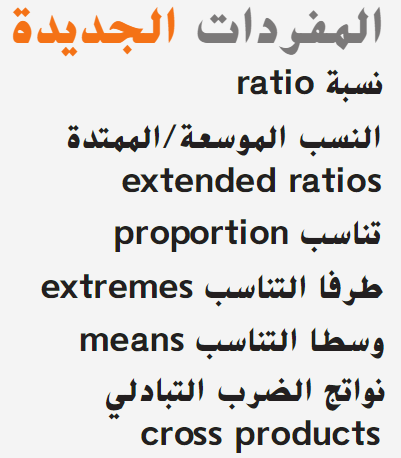 المفردات الجديدة
نسبة ratio
النسب الموسعة/الممتدة
extended ratios
تناسب proportion
طرفا التناسب extremes
وسطا التناسب means
نواتج الضرب التبادلي
cross products